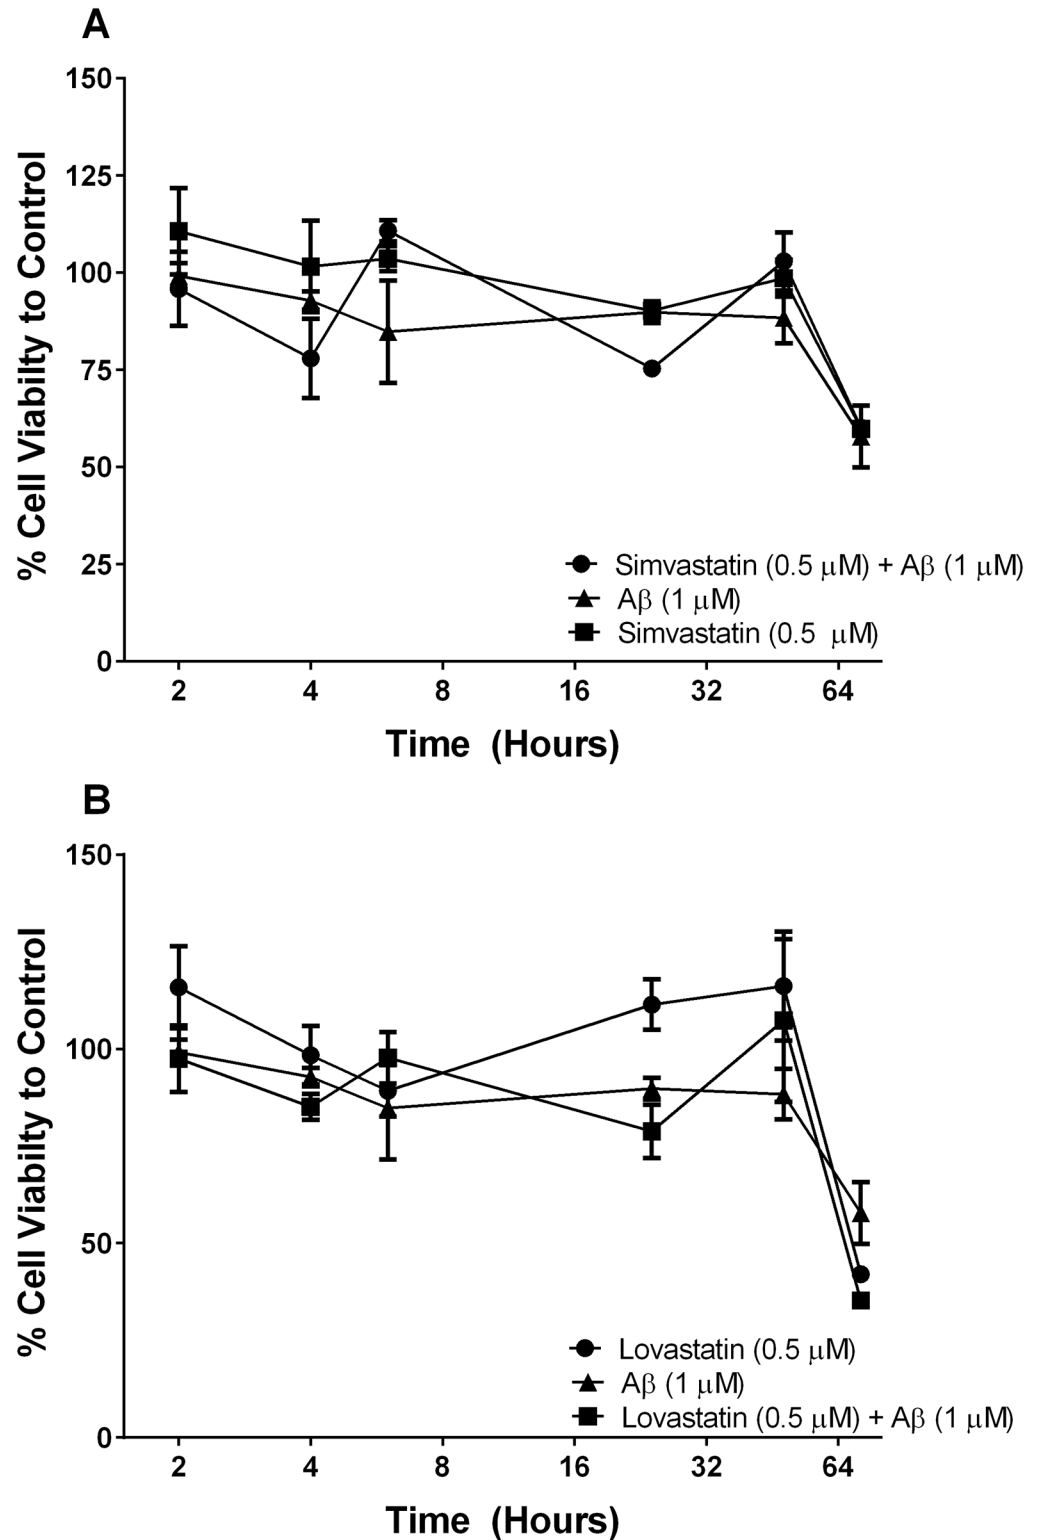 A
150
125
100
75
50
25
0
% Cell Viabilty to Control
Simvastatin (0.5 μM) + Aβ (1 μM)
Aβ (1 μM)
Simvastatin (0.5 μM)
2 4 8 16 32 64
Time (Hours)
B
150
100
50
0
% Cell Viabilty to Control
Lovastatin (0.5 μM)
Aβ (1 μM)
Lovastatin (0.5 μM) + Aβ (1 μM)
2 4 8 16 32 64
Time (Hours)